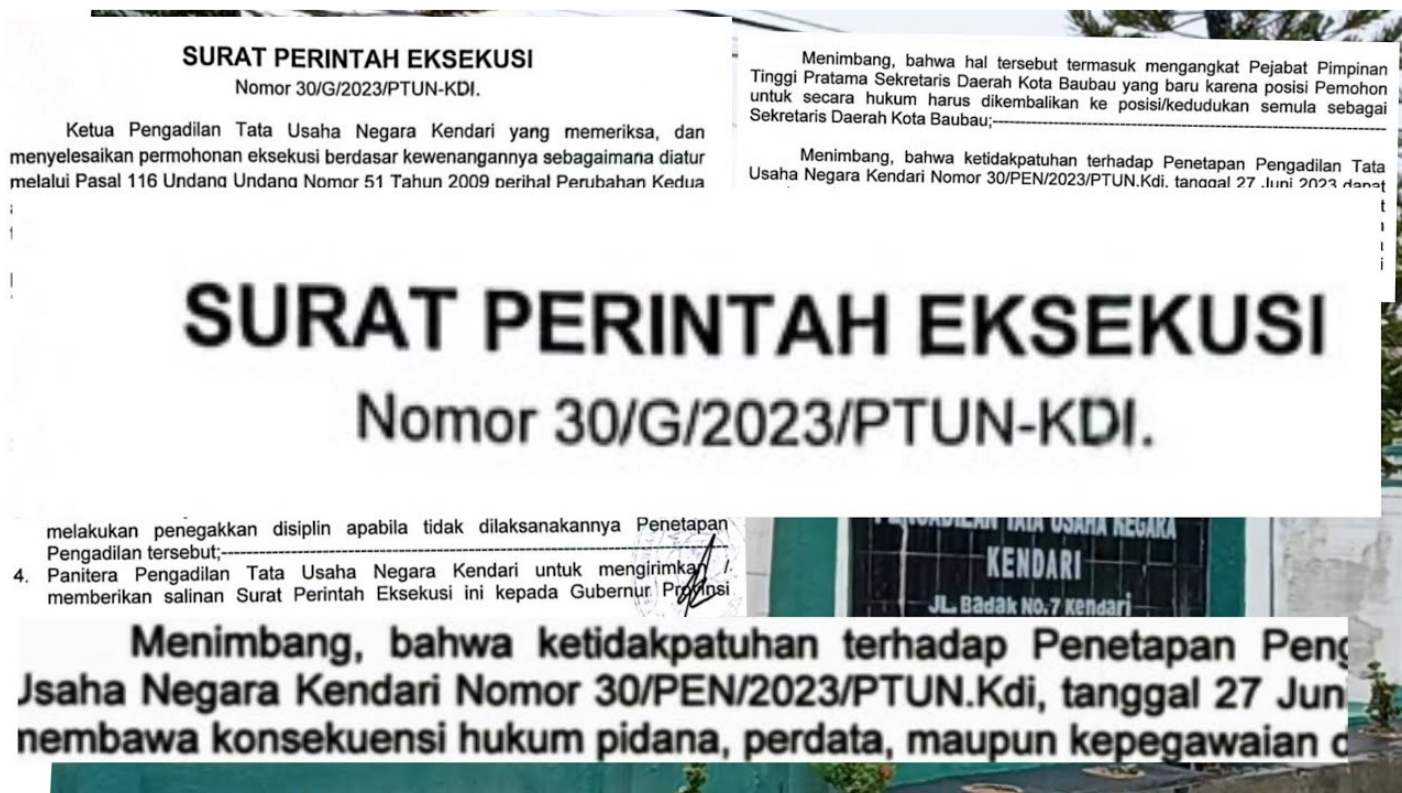 SURAT PERINTAH EKSEKUSI
Nomor 30/G/2023/PTUN-KDI.
Ketua Pengadilan Tata Usaha Negara Kendari yang memeriksa, dan
menyelesaikan permohonan eksekusi berdasar kewenangannya sebagaimana diatur
melalui Pasal 116 Undang Undang Nomor 51 Tahun 2009 perihal Perubahan Kedua
Menimbang, bahwa hal tersebut termasuk mengangkat Pejabat Pimpinan
Tinggi Pratama Sekretaris Daerah Kota Baubau yang baru karena posisi Pemohon
untuk secara hukum harus dikembalikan ke posisi/kedudukan semula sebagai
Sekretaris Daerah Kota Baubau;
Menimbang, bahwa ketidakpatuhan terhadap Penetapan Pengadilan Tata
Usaha Negara Kendari Nomor 30/PEN/2023/PTUN.Kdi, tanggal 27 Juni 2023 dapat
SURAT PERINTAH EKSEKUSI
Nomor 30/G/2023/PTUN-KDI.
melakukan penegakkan disiplin apabila tidak dilaksanakannya Penetapan
Pengadilan tersebut;
4. Panitera Pengadilan Tata Usaha Negara Kendari untuk mengirimkan /
memberikan salinan Surat Perintah Eksekusi ini kepada Gubernur Provinsi
PENGADILAN TATA USAHA NEGARA
KENDARI
JL. Badak No.7 Kendari
Menimbang, bahwa ketidakpatuhan terhadap Penetapan Peng
Usaha Negara Kendari Nomor 30/PEN/2023/PTUN.Kdi, tanggal 27 Jun
membawa konsekuensi hukum pidana, perdata, maupun kepegawaian